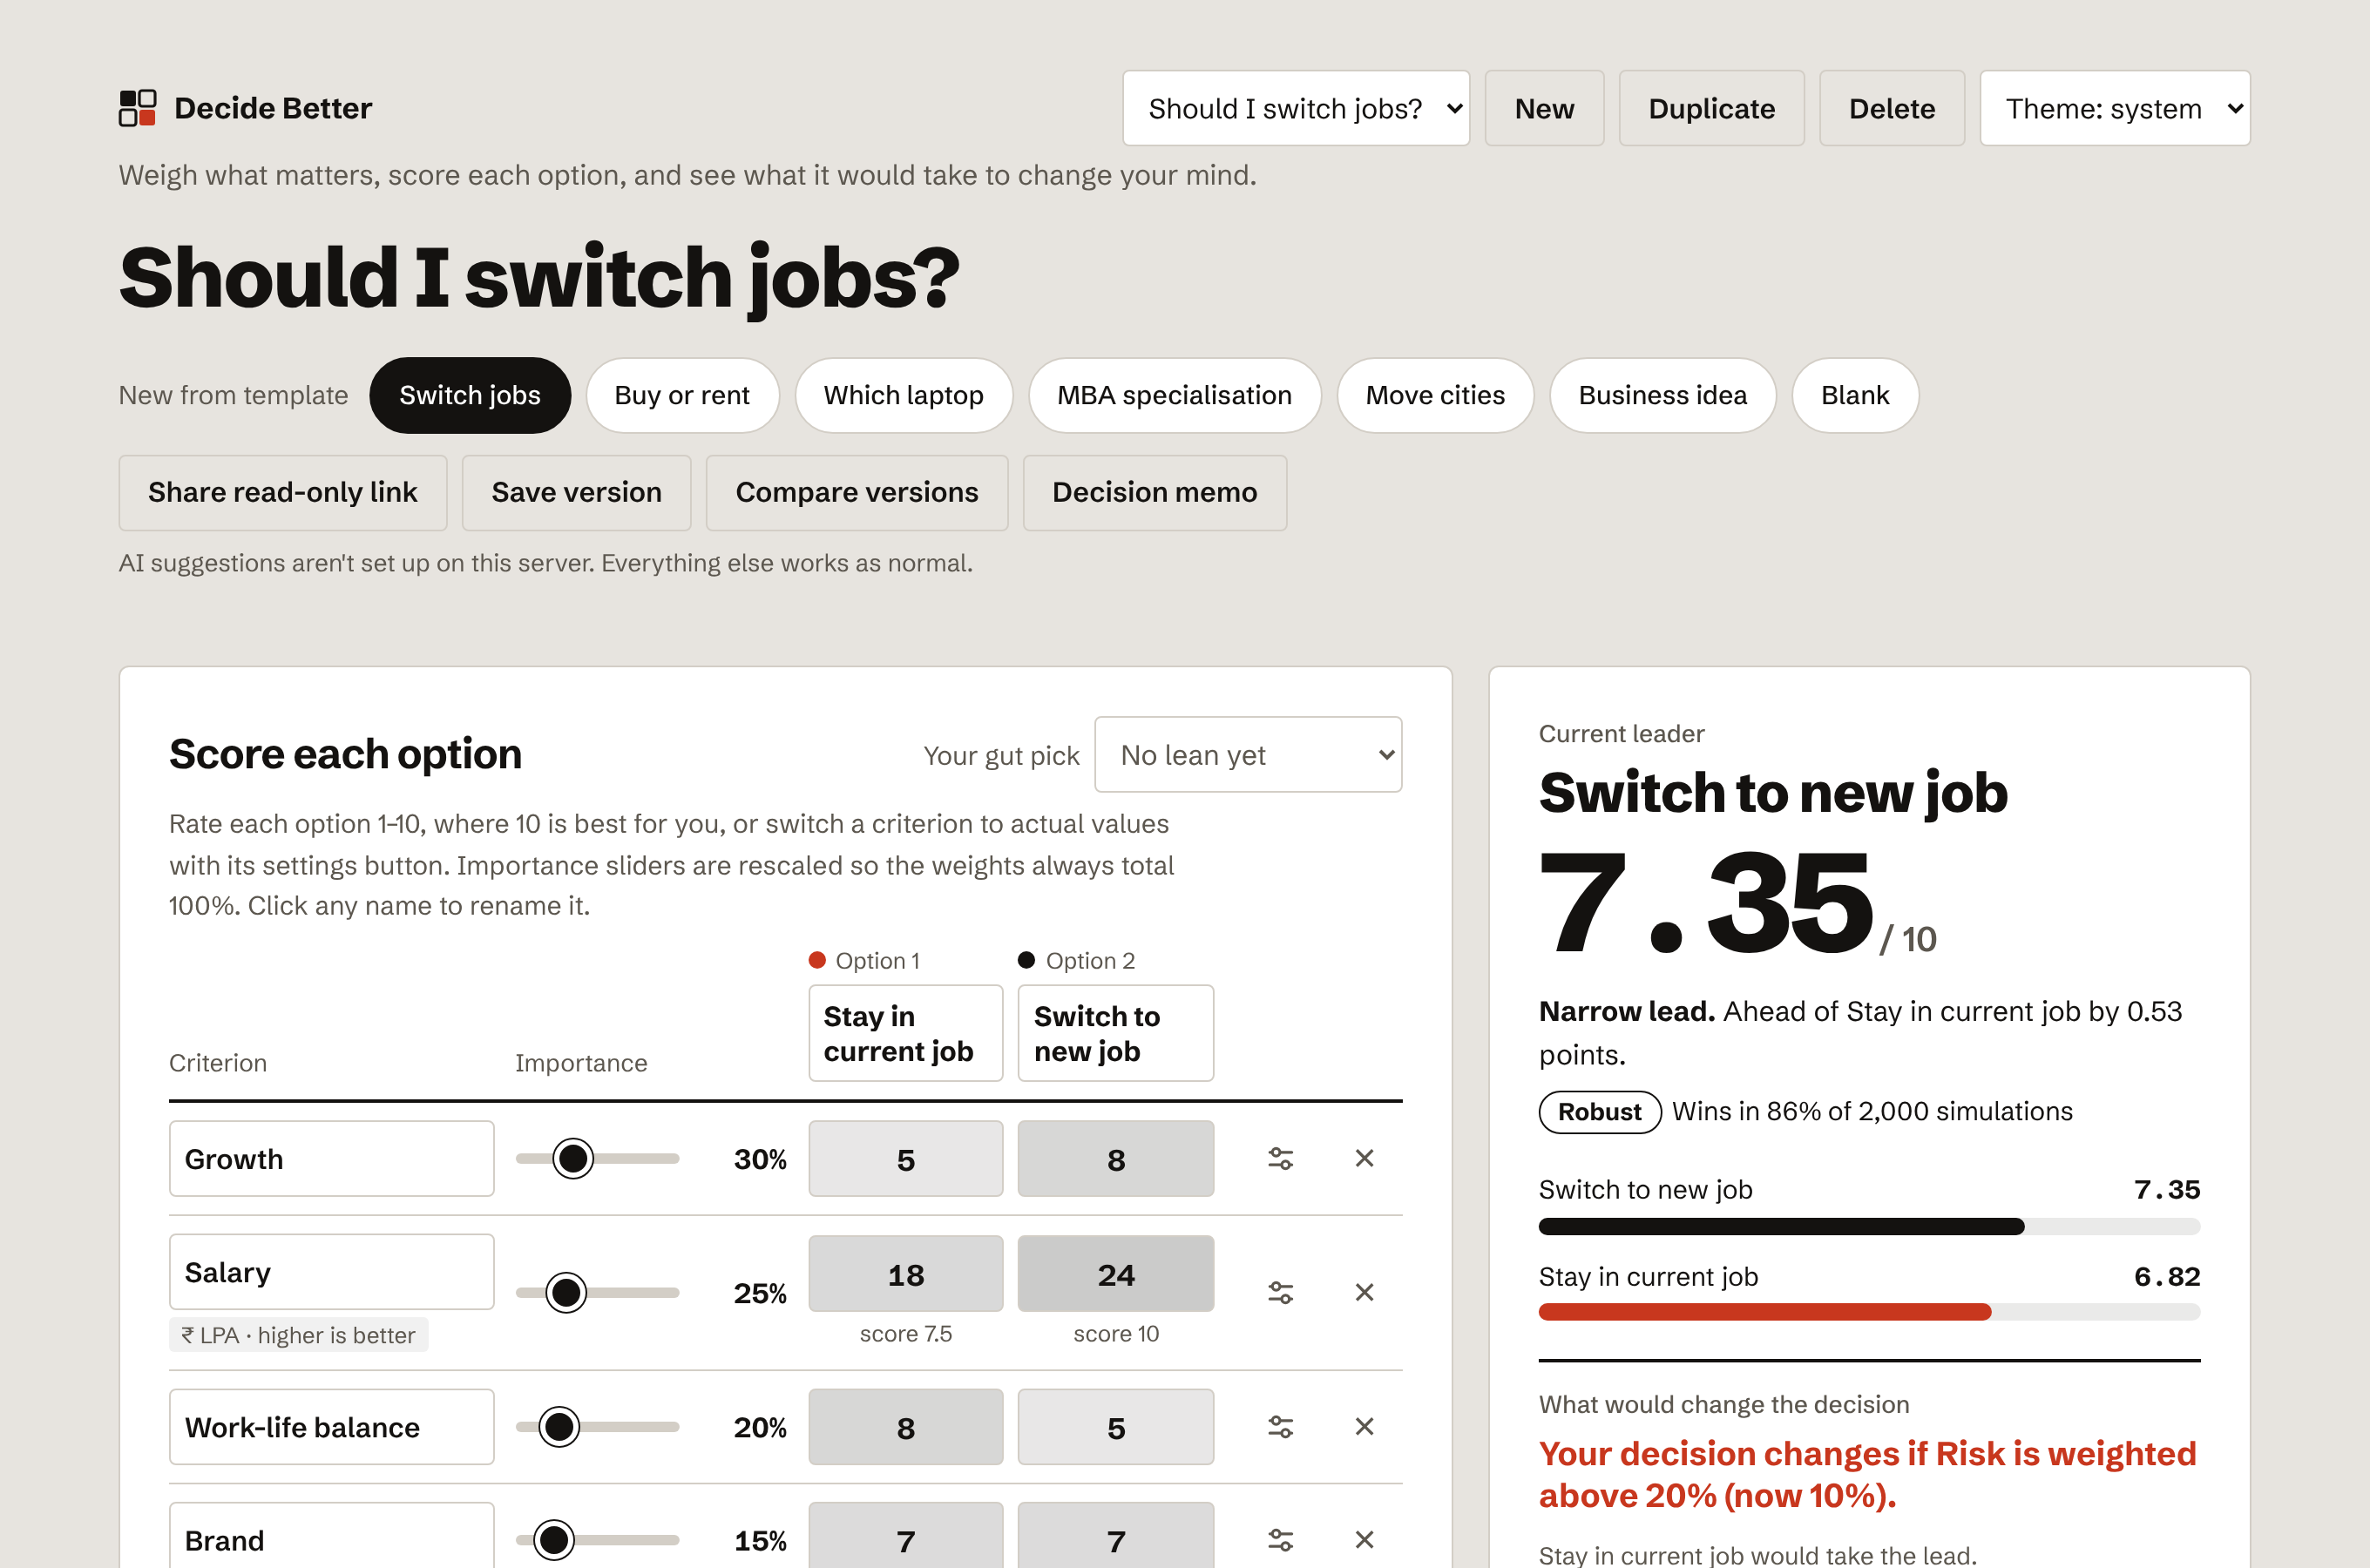 Decide Better
Should I switch jobs?
New
Duplicate
Delete
Theme: system
Weigh what matters, score each option, and see what it would take to change your mind.
Should I switch jobs?
New from template
Switch jobs
Buy or rent
Which laptop
MBA specialisation
Move cities
Business idea
Blank
Share read-only link
Save version
Compare versions
Decision memo
AI suggestions aren't set up on this server. Everything else works as normal.
Score each option
Your gut pick
No lean yet
Rate each option 1-10, where 10 is best for you, or switch a criterion to actual values
with its settings button. Importance sliders are rescaled so the weights always total
100%. Click any name to rename it.
Criterion
Importance
Option 1
Stay in
current job
Option 2
Switch to
new job
Growth
30%
5
8
Salary
25%
18
24
₹ LPA · higher is better
score 7.5
score 10
Work-life balance
20%
8
5
Brand
15%
7
7
Current leader
Switch to new job
7.35 / 10
Narrow lead. Ahead of Stay in current job by 0.53
points.
Robust
Wins in 86% of 2,000 simulations
Switch to new job
7.35
Stay in current job
6.82
What would change the decision
Your decision changes if Risk is weighted
above 20% (now 10%).
Stay in current job would take the lead.